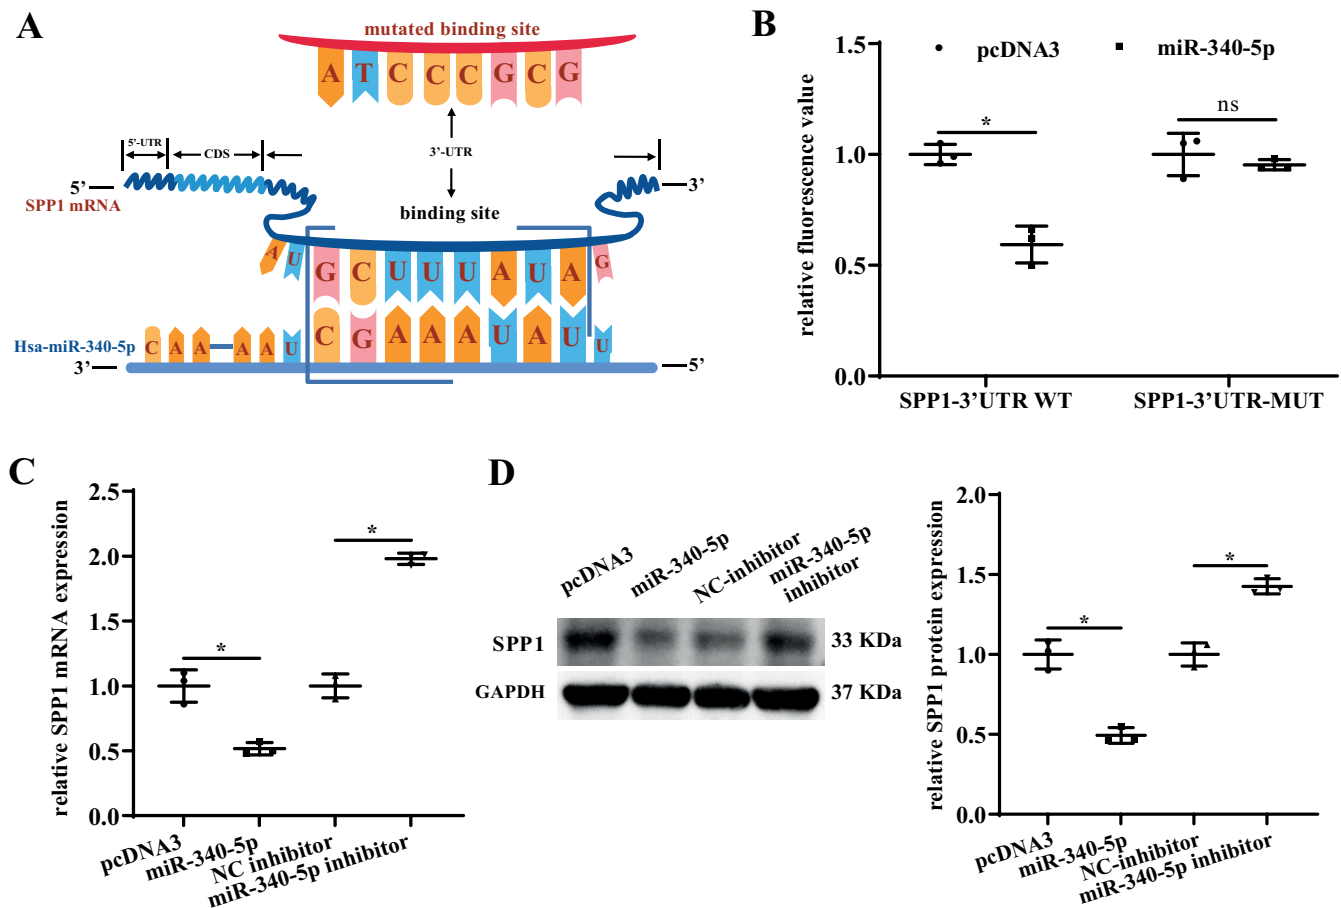 A
mutated binding site
A T C C C G C G
5'-UTR
CDS
3'-UTR
5'
3'
SPP1 mRNA
binding site
A U G C U U U A U A G
Hsa-miR-340-5p
C A A A A U C G A A A U A U U
3'
5'
B
pcDNA3
miR-340-5p
relative fluorescence value
1.5
1.0
0.5
0.0
*
ns
SPP1-3'UTR WT
SPP1-3'UTR-MUT
C
relative SPP1 mRNA expression
2.5
2.0
1.5
1.0
0.5
0.0
*
*
pcDNA3
miR-340-5p
NC inhibitor
miR-340-5p inhibitor
D
pcDNA3
miR-340-5p
NC-inhibitor
miR-340-5p
inhibitor
SPP1
33 KDa
GAPDH
37 KDa
relative SPP1 protein expression
2.0
1.5
1.0
0.5
0.0
*
*
pcDNA3
miR-340-5p
NC-inhibitor
miR-340-5p inhibitor